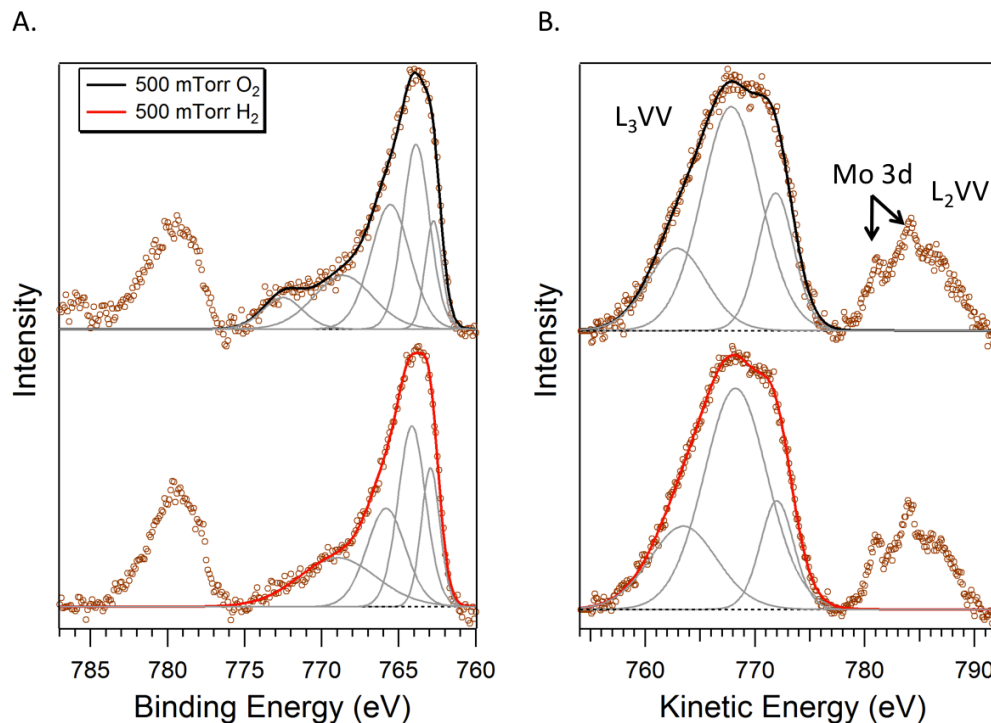 A.
B.
500 mTorr O₂
500 mTorr H₂
L₃VV
Mo 3d
L₂VV
Intensity
Intensity
785 780 775 770 765 760
760 770 780 790
Binding Energy (eV)
Kinetic Energy (eV)